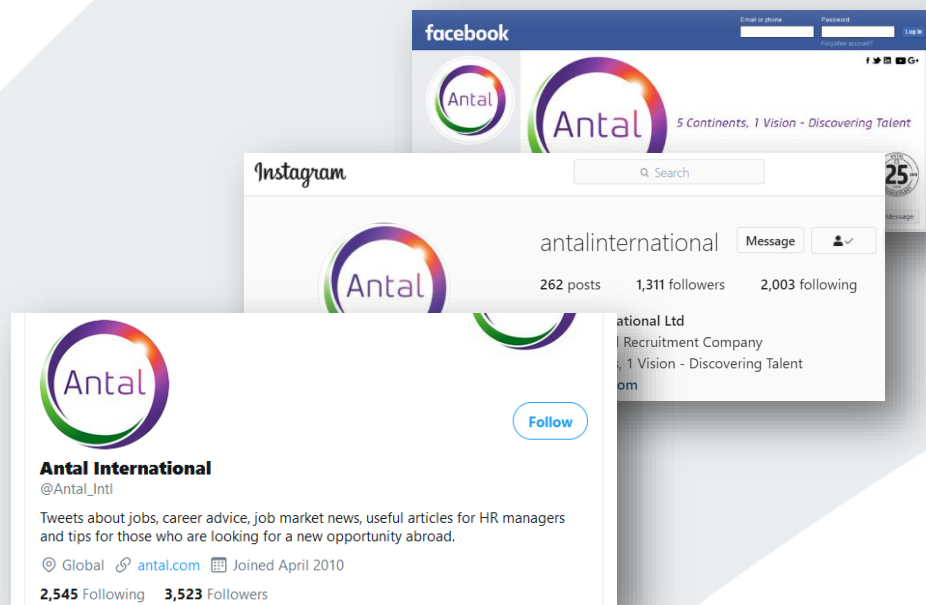 facebook
Email or phone
Password
Log In
Forgotten account?
Antal
Antal
5 Continents, 1 Vision - Discovering Talent
ANTAL
25
Message
Instagram
Search
Antal
antalinternational
Message
262 posts 1,311 followers 2,003 following
ational Ltd
Recruitment Company
, 1 Vision - Discovering Talent
om
Antal
Follow
Antal International
@Antal_Intl
Tweets about jobs, career advice, job market news, useful articles for HR managers
and tips for those who are looking for a new opportunity abroad.
Global antal.com Joined April 2010
2,545 Following 3,523 Followers